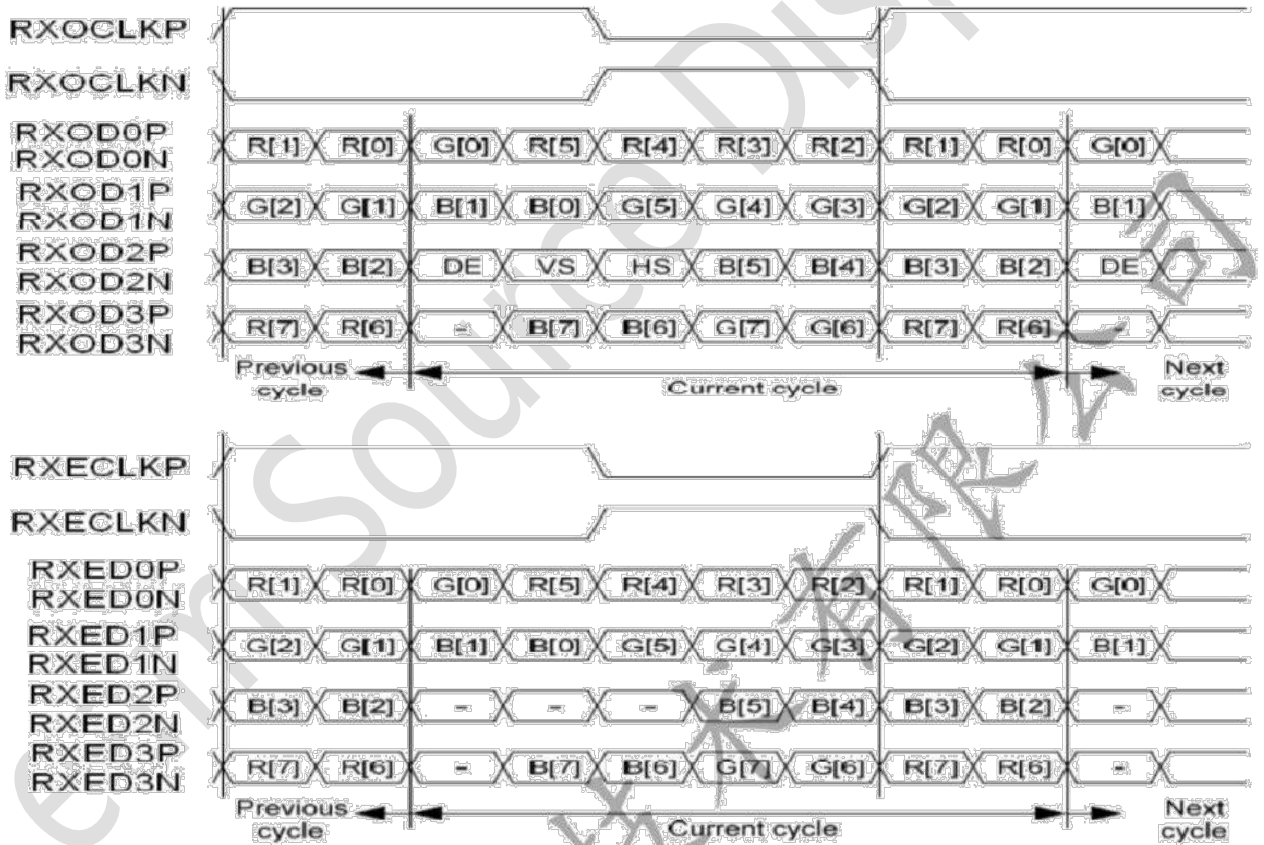 RXOCLKP
RXOCLKN
RXOD0P
R[1] R[0] G[0] R[5] R[4] R[3] R[2] R[1] R[0] G[0]
RXOD0N
RXOD1P
G[2] G[1] B[1] B[0] G[5] G[4] G[3] G[2] G[1] B[1]
RXOD1N
RXOD2P
B[3] B[2] DE VS HS B[5] B[4] B[3] B[2] DE
RXOD2N
RXOD3P
R[7] R[6] - B[7] B[6] G[7] G[6] R[7] R[6] -
RXOD3N
Previous cycle
Current cycle
Next cycle
RXECLKP
RXECLKN
RXED0P
R[1] R[0] G[0] R[5] R[4] R[3] R[2] R[1] R[0] G[0]
RXED0N
RXED1P
G[2] G[1] B[1] B[0] G[5] G[4] G[3] G[2] G[1] B[1]
RXED1N
RXED2P
B[3] B[2] - - - B[5] B[4] B[3] B[2] -
RXED2N
RXED3P
R[7] R[6] - B[7] B[6] G[7] G[6] R[7] R[6] -
RXED3N
Previous cycle
Current cycle
Next cycle
Source
有限公司